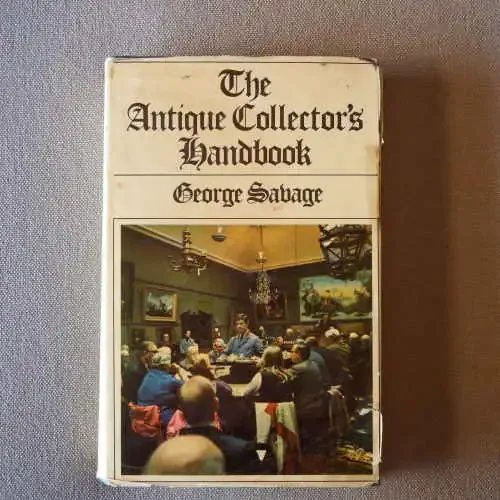 The
Antique Collector's
Handbook
George Savage